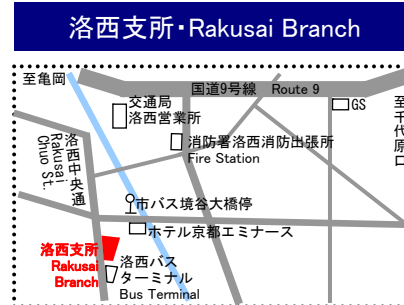 洛西支所・Rakusai Branch
至亀岡
国道9号線 Route 9
交通局
洛西営業所
GS
至千代原口
消防署洛西消防出張所
Fire Station
洛西中央通
Rakusai
Chuo St.
市バス境谷大橋停
ホテル京都エミナース
洛西支所
Rakusai
Branch
洛西バス
ターミナル
Bus Terminal